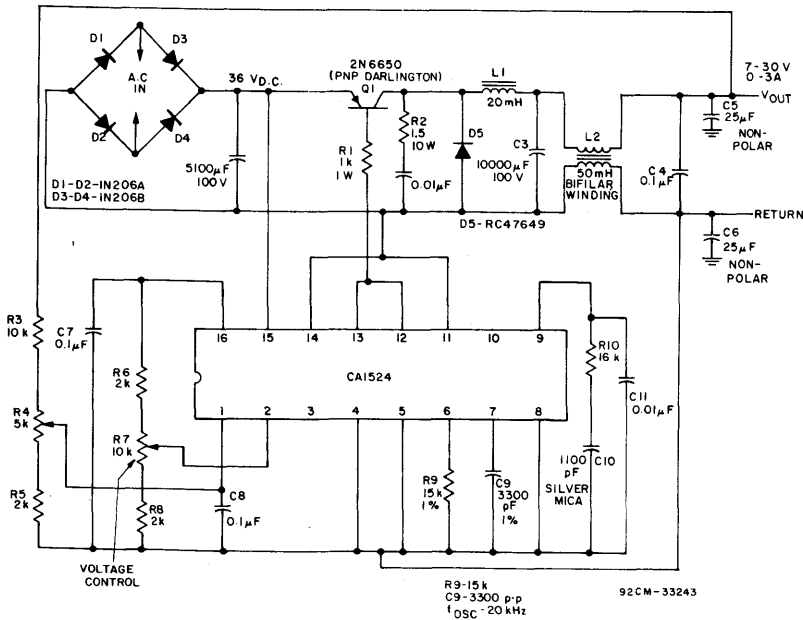 D1
D3
A.C
IN
D2
D4
D1-D2-IN206A
D3-D4-IN206B
36 V D.C.
5100µF
100V
2N6650
(PNP DARLINGTON)
Q1
R1
1k
1W
R2
1.5
10W
0.01µF
D5
L1
20mH
C3
10000µF
100V
D5-RC47649
L2
50mH
BIFILAR
WINDING
C4
0.1µF
7-30V
0-3A
VOUT
C5
25µF
NON-
POLAR
RETURN
C6
25µF
NON-
POLAR
R3
10k
R4
5k
R5
2k
C7
0.1µF
R6
2k
R7
10k
R8
2k
VOLTAGE
CONTROL
C8
0.1µF
16 15 14 13 12 11 10 9
CA1524
1 2 3 4 5 6 7 8
R9
15k
1%
C9
3300
pF
1%
R10
16k
1100
pF
C10
SILVER
MICA
C11
0.01µF
R9-15k
C9-3300 p-p
fOSC-20kHz
92CM-33243